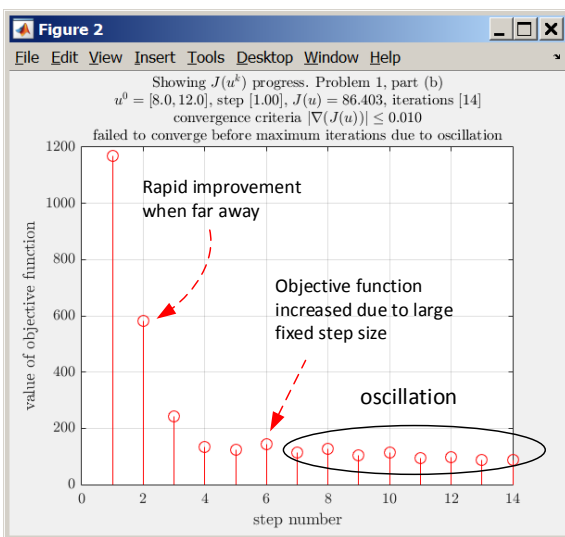 Figure 2
File Edit View Insert Tools Desktop Window Help
Showing J(u^k) progress. Problem 1, part (b)
u^0 = [8.0, 12.0], step [1.00], J(u) = 86.403, iterations [14]
convergence criteria |∇(J(u))| ≤ 0.010
failed to converge before maximum iterations due to oscillation
1200
1000
800
600
400
200
0
value of objective function
Rapid improvement
when far away
Objective function
increased due to large
fixed step size
oscillation
0 2 4 6 8 10 12 14
step number